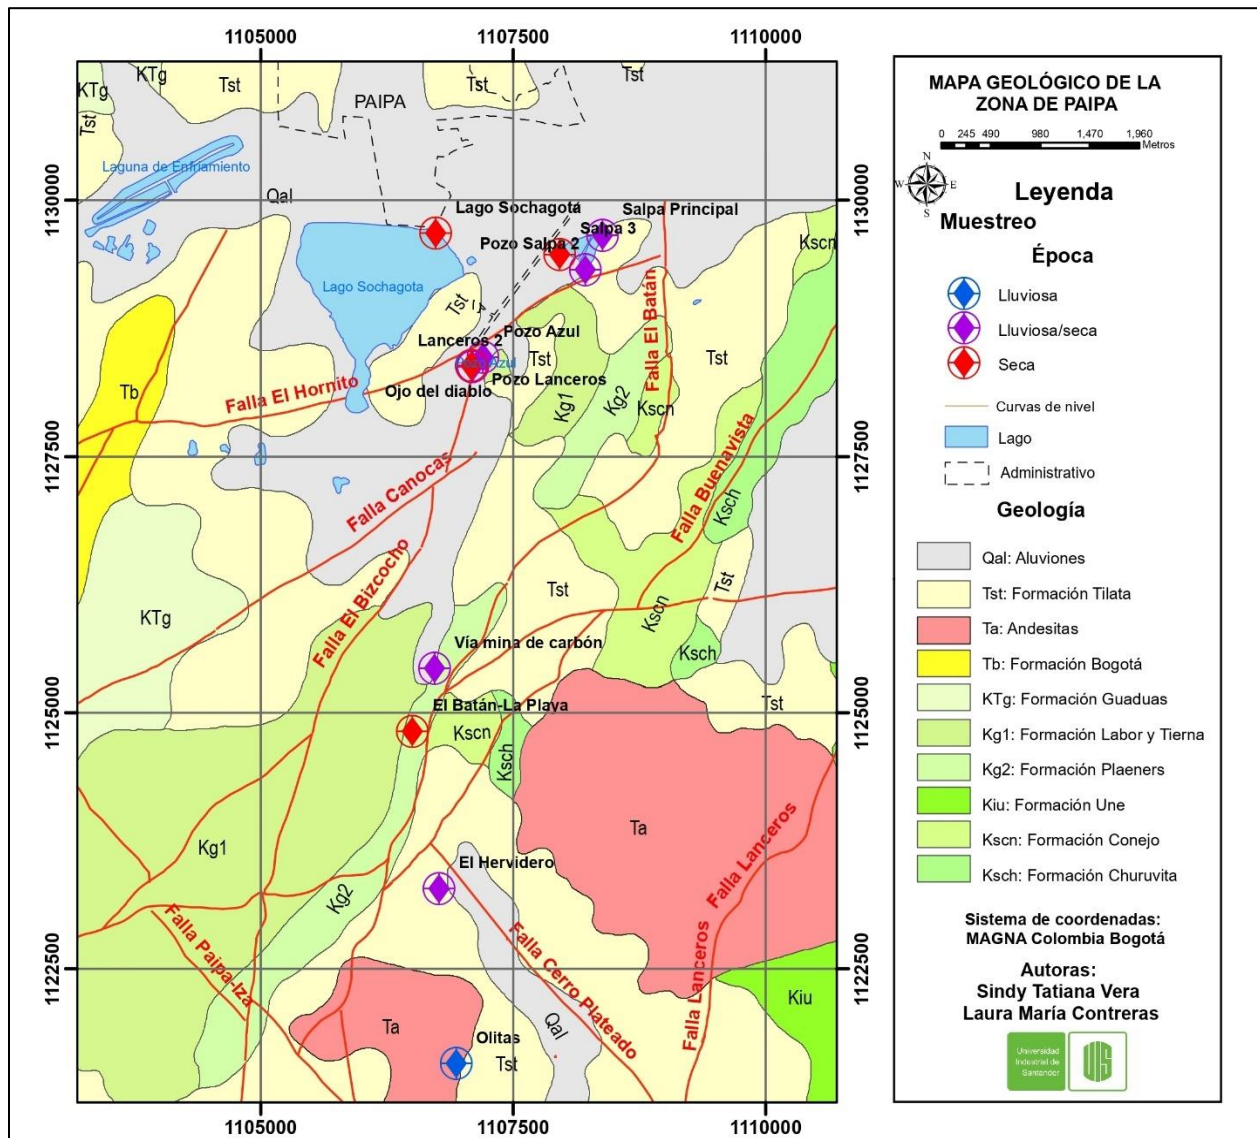 1105000
1107500
1110000
KTg
KTg
Tst
Tst
Tst
PAIPA
Tst
Laguna de Enfriamiento
Qal
1130000
1130000
Lago Sochagota
Salpa Principal
Salpa 3
Pozo Salpa 2
Kscn
Lago Sochagota
Tst
Falla El Batán
Lanceros 2
Pozo Azul
Pozo Azul
Tst
Tst
Tb
Falla El Hornito
Ojo del diablo
Pozo Lanceros
Kg1
Kg2
Kscn
1127500
1127500
Falla Canocas
Falla Buenavista
Ksch
Falla El Bizcocho
KTg
Tst
Tst
Kscn
Vía mina de carbón
Ksch
Tst
1125000
1125000
El Batán-La Playa
Kscn
Ksch
Kg1
Ta
Falla Lanceros
El Hervidero
Kg2
Falla Paipa-Iza
Falla Cerro Plateado
Falla Lanceros
1122500
1122500
Kiu
Ta
Qal
Olitas
Tst
1105000
1107500
1110000
MAPA GEOLÓGICO DE LA
ZONA DE PAIPA
0 245 490 980 1,470 1,960
Metros
N
W E
S
Leyenda
Muestreo
Época
Lluviosa
Lluviosa/seca
Seca
Curvas de nivel
Lago
Administrativo
Geología
Qal: Aluviones
Tst: Formación Tilata
Ta: Andesitas
Tb: Formación Bogotá
KTg: Formación Guaduas
Kg1: Formación Labor y Tierna
Kg2: Formación Plaeners
Kiu: Formación Une
Kscn: Formación Conejo
Ksch: Formación Churuvita
Sistema de coordenadas:
MAGNA Colombia Bogotá
Autoras:
Sindy Tatiana Vera
Laura María Contreras
Universidad
Industrial de
Santander
UIS